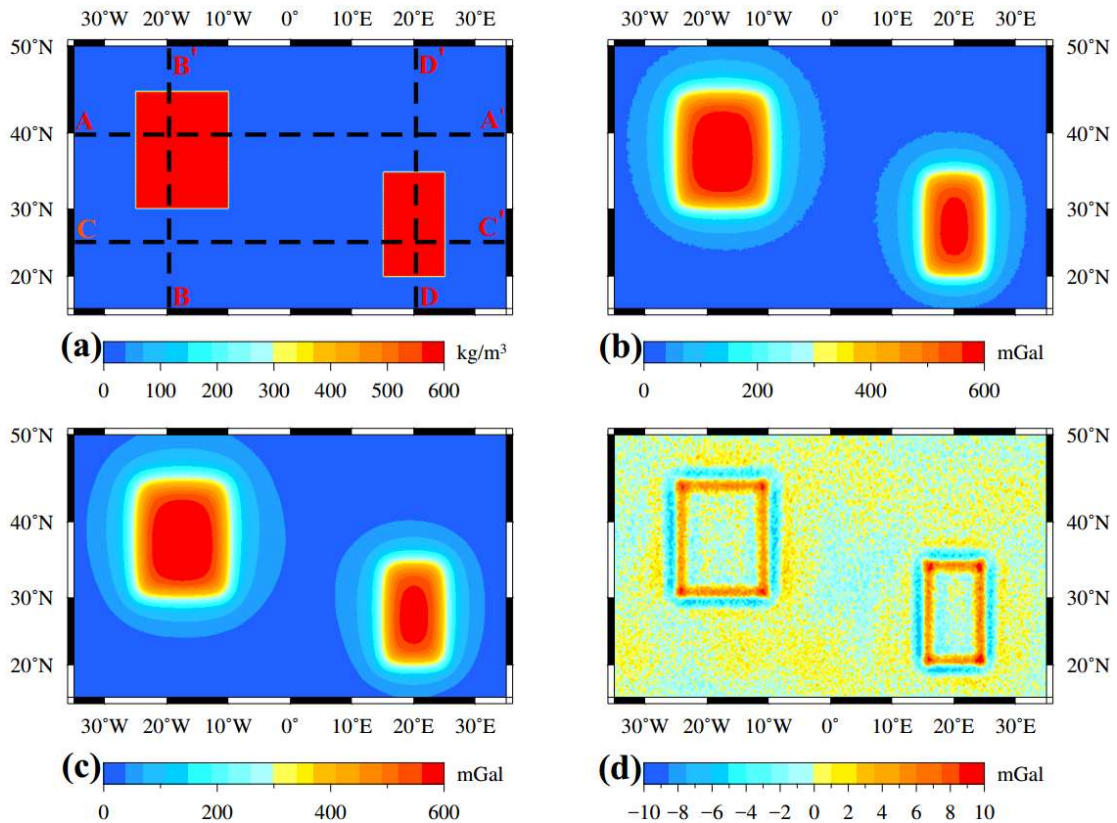 30°W 20°W 10°W 0° 10°E 20°E 30°E
30°W 20°W 10°W 0° 10°E 20°E 30°E
50°N
B'
D'
50°N
A
A'
40°N
40°N
30°N
30°N
C
C'
20°N
20°N
B
D
(a)
kg/m³
0 100 200 300 400 500 600
(b)
mGal
0 200 400 600
50°N
50°N
40°N
40°N
30°N
30°N
20°N
20°N
30°W 20°W 10°W 0° 10°E 20°E 30°E
30°W 20°W 10°W 0° 10°E 20°E 30°E
(c)
mGal
0 200 400 600
(d)
mGal
−10 −8 −6 −4 −2 0 2 4 6 8 10